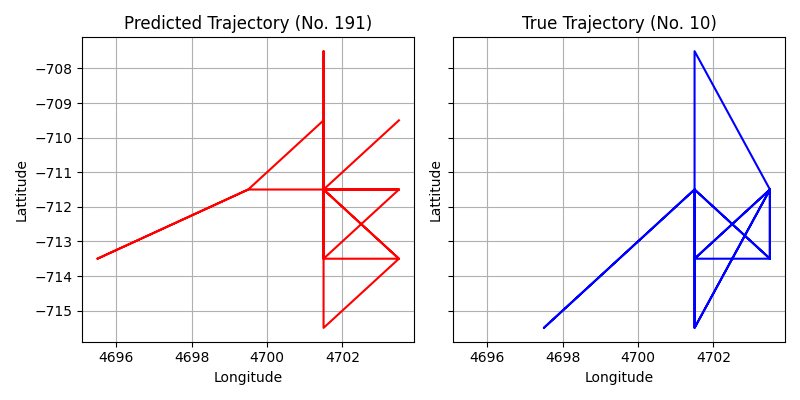 Predicted Trajectory (No. 191)
True Trajectory (No. 10)
−708
−709
−710
−711
−712
−713
−714
−715
Lattitude
Lattitude
4696 4698 4700 4702
4696 4698 4700 4702
Longitude
Longitude